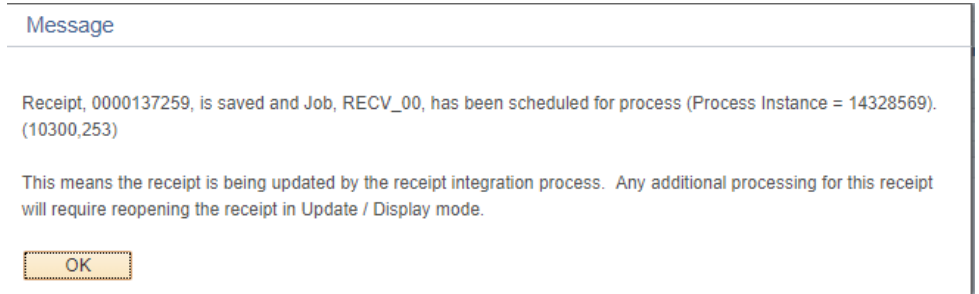 Message
Receipt, 0000137259, is saved and Job, RECV_00, has been scheduled for process (Process Instance = 14328569).
(10300,253)
This means the receipt is being updated by the receipt integration process.  Any additional processing for this receipt
will require reopening the receipt in Update / Display mode.
OK